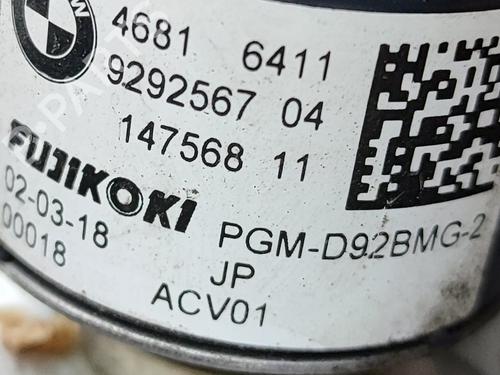 4681 6411
9292567 04
147568 11
FUJIKOKI
02-03-18
00018
PGM-D92BMG-2
JP
ACV01